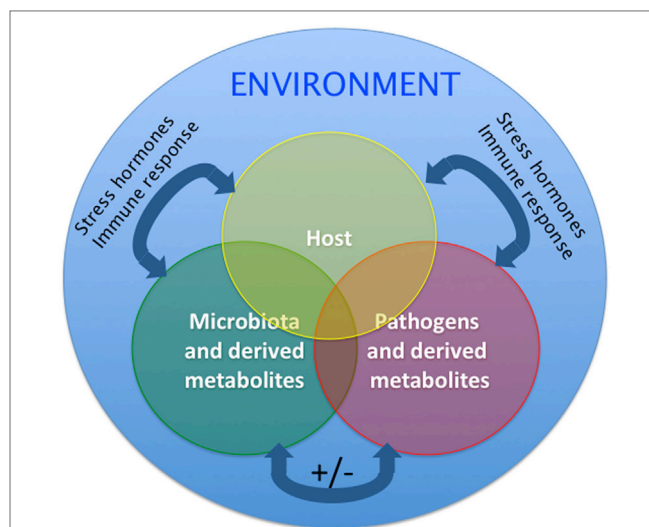 ENVIRONMENT
Stress hormones
Immune response
Stress hormones
Immune response
Host
Microbiota
and derived
metabolites
Pathogens
and derived
metabolites
+/-